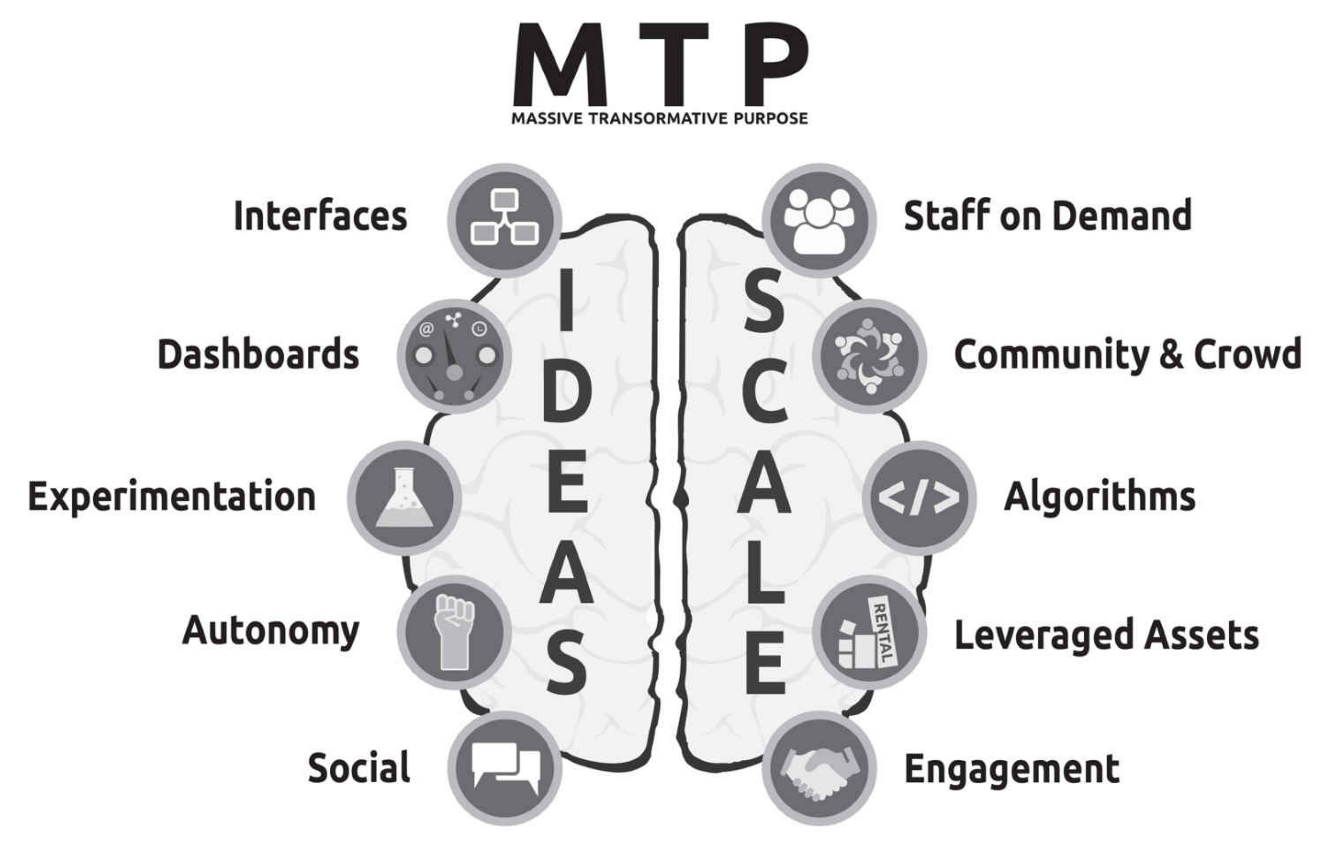 MTP
MASSIVE TRANSORMATIVE PURPOSE
Interfaces
Dashboards
Experimentation
Autonomy
Social
IDEAS
SCALE
Staff on Demand
Community & Crowd
Algorithms
Leveraged Assets
Engagement
@
</>
RENTAL